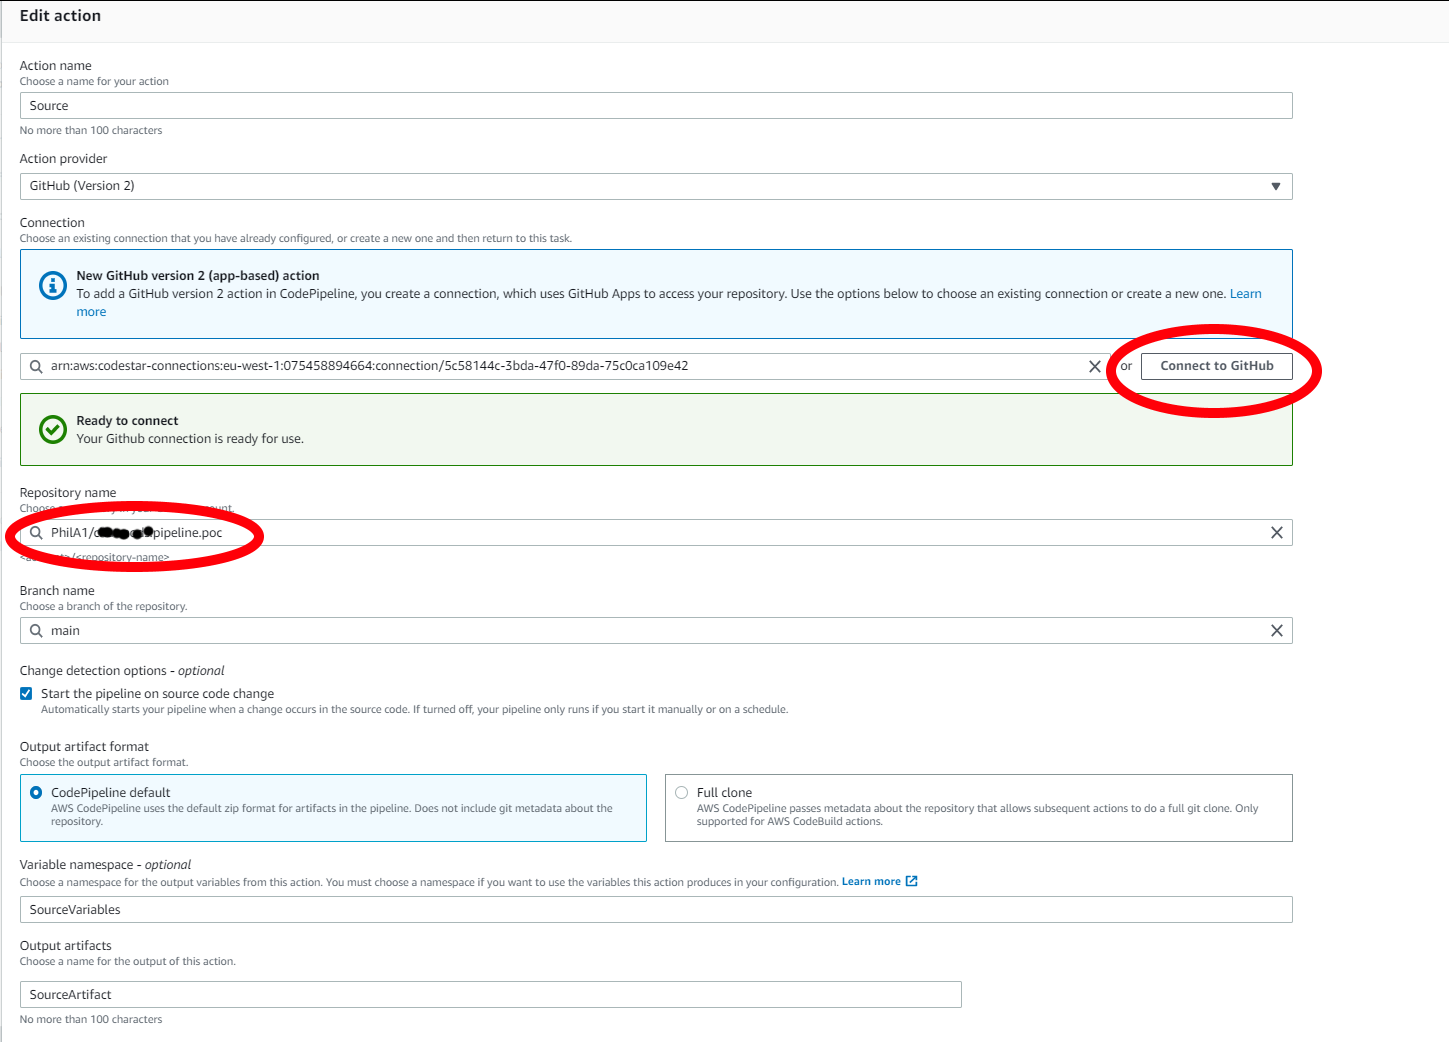 Edit action
Action name
Choose a name for your action
Source
No more than 100 characters
Action provider
GitHub (Version 2)
Connection
Choose an existing connection that you have already configured, or create a new one and then return to this task.
New GitHub version 2 (app-based) action
To add a GitHub version 2 action in CodePipeline, you create a connection, which uses GitHub Apps to access your repository. Use the options below to choose an existing connection or create a new one. Learn
more
arn:aws:codestar-connections:eu-west-1:075458894664:connection/5c58144c-3bda-47f0-89da-75c0ca109e42
or
Connect to GitHub
Ready to connect
Your Github connection is ready for use.
Repository name
Choose
PhilA1/ pipeline.poc
/<repository-name>
Branch name
Choose a branch of the repository.
main
Change detection options - optional
Start the pipeline on source code change
Automatically starts your pipeline when a change occurs in the source code. If turned off, your pipeline only runs if you start it manually or on a schedule.
Output artifact format
Choose the output artifact format.
CodePipeline default
AWS CodePipeline uses the default zip format for artifacts in the pipeline. Does not include git metadata about the
repository.
Full clone
AWS CodePipeline passes metadata about the repository that allows subsequent actions to do a full git clone. Only
supported for AWS CodeBuild actions.
Variable namespace - optional
Choose a namespace for the output variables from this action. You must choose a namespace if you want to use the variables this action produces in your configuration. Learn more
SourceVariables
Output artifacts
Choose a name for the output of this action.
SourceArtifact
No more than 100 characters